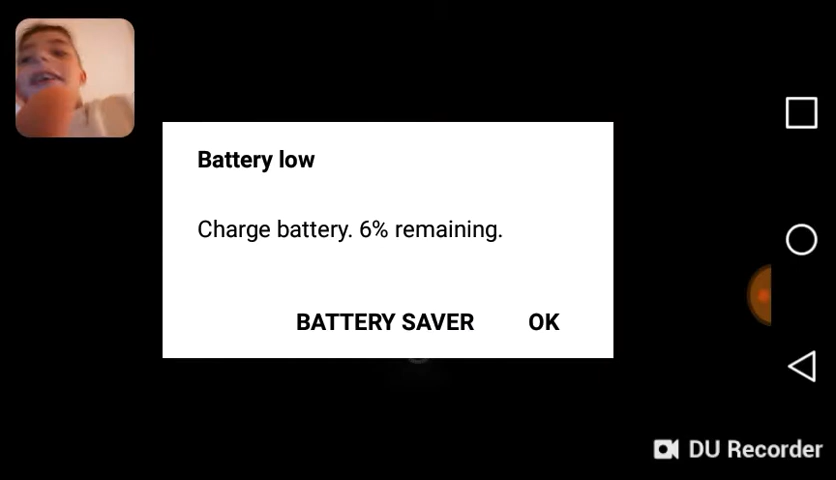 Battery low
Charge battery. 6% remaining.
BATTERY SAVER OK
DU Recorder